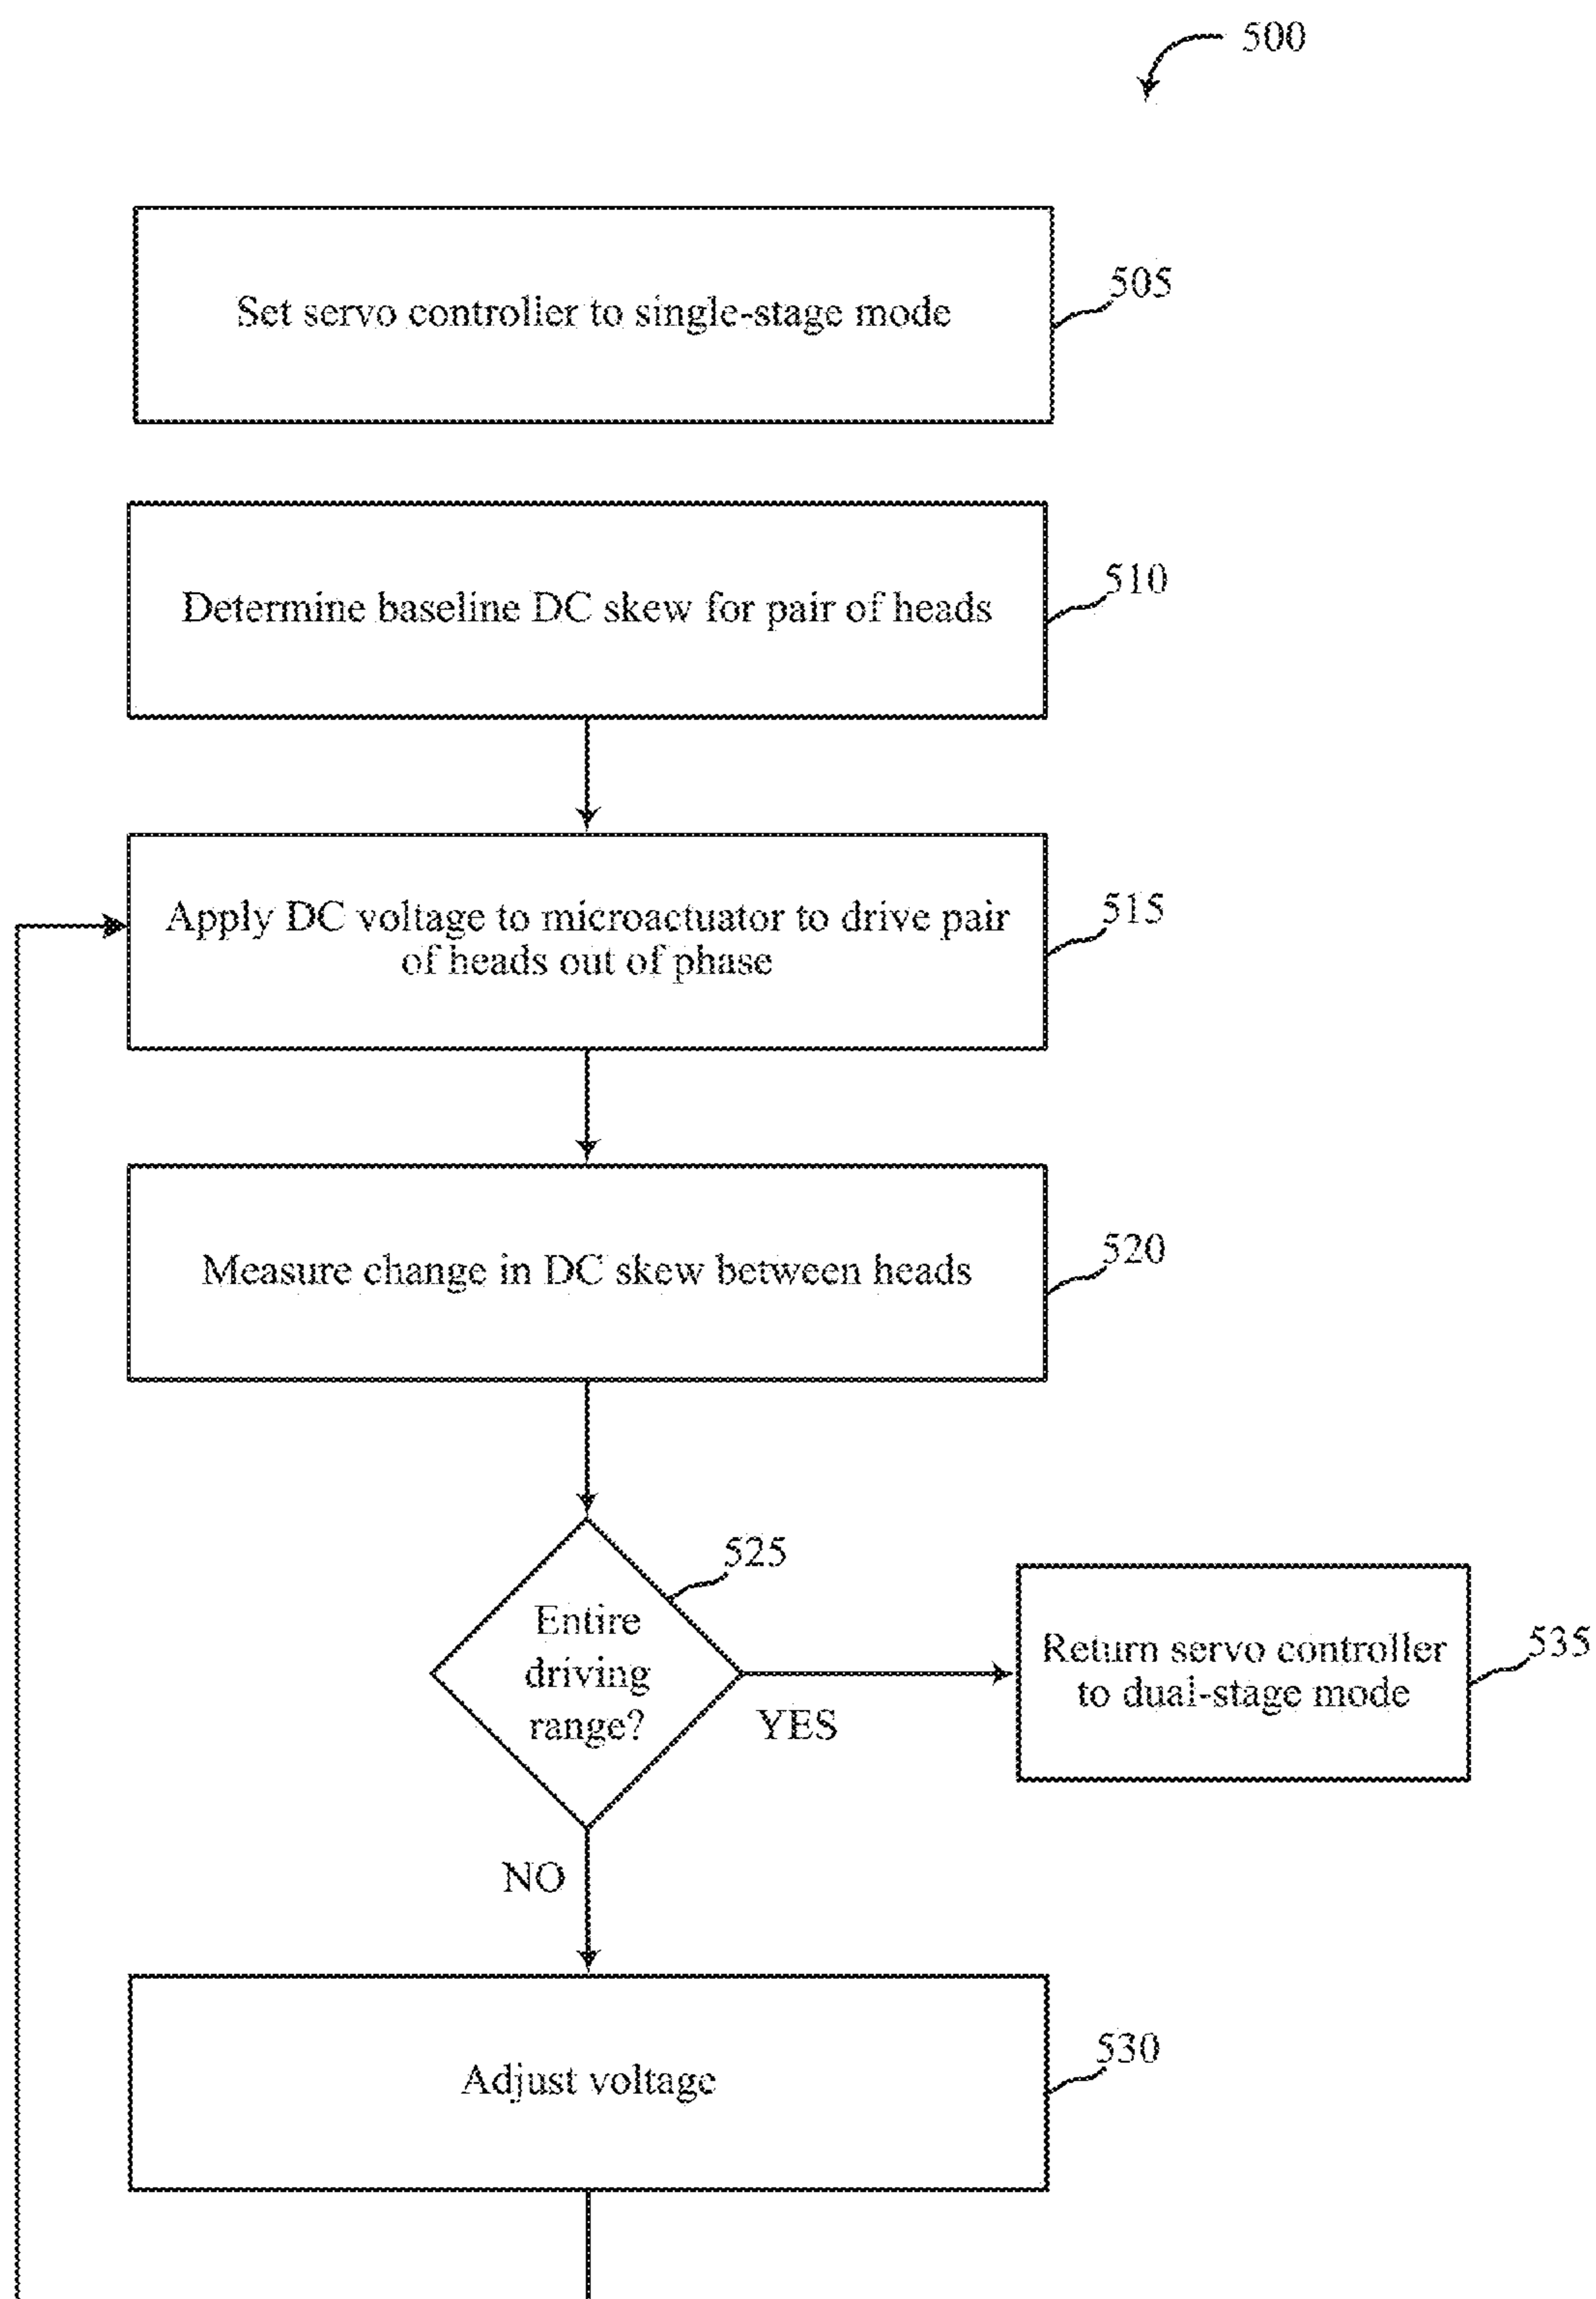 500
Set servo controller to single-stage mode
505
Determine baseline DC skew for pair of heads
510
Apply DC voltage to microactuator to drive pair
of heads out of phase
515
Measure change in DC skew between heads
520
525
Entire
driving
range?
YES
Return servo controller
to dual-stage mode
535
NO
Adjust voltage
530